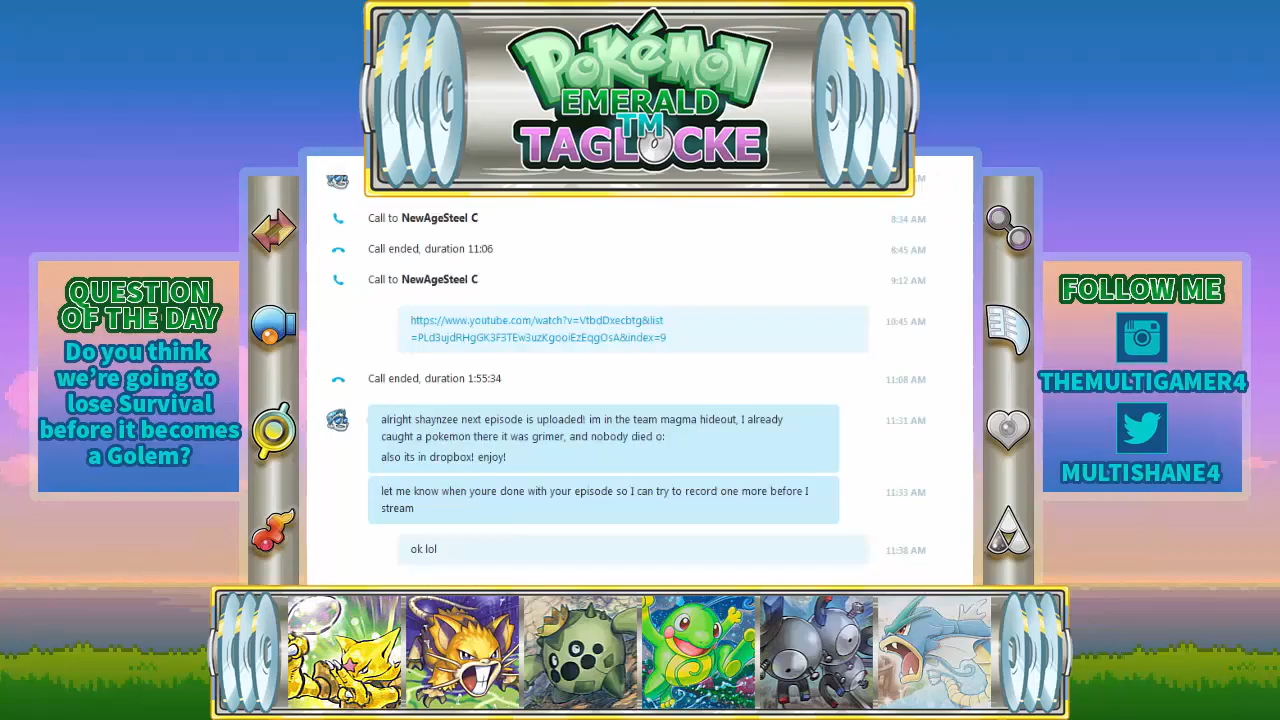 POKéMON
EMERALD
TM
TAGLOCKE
AM
Call to NewAgeSteel C
8:34 AM
Call ended, duration 11:06
8:45 AM
Call to NewAgeSteel C
9:12 AM
https://www.youtube.com/watch?v=VtbdDxecbtg&list
=PLd3ujdRHgGK3F3TEw3uzKgooiEzEqgOsA&index=9
10:45 AM
Call ended, duration 1:55:34
11:08 AM
alright shaynzee next episode is uploaded! im in the team magma hideout, I already
caught a pokemon there it was grimer, and nobody died o:
also its in dropbox! enjoy!
11:31 AM
let me know when youre done with your episode so I can try to record one more before I
stream
11:33 AM
ok lol
11:38 AM
QUESTION
OF THE DAY
Do you think
we're going to
lose Survival
before it becomes
a Golem?
FOLLOW ME
THEMULTIGAMER4
MULTISHANE4